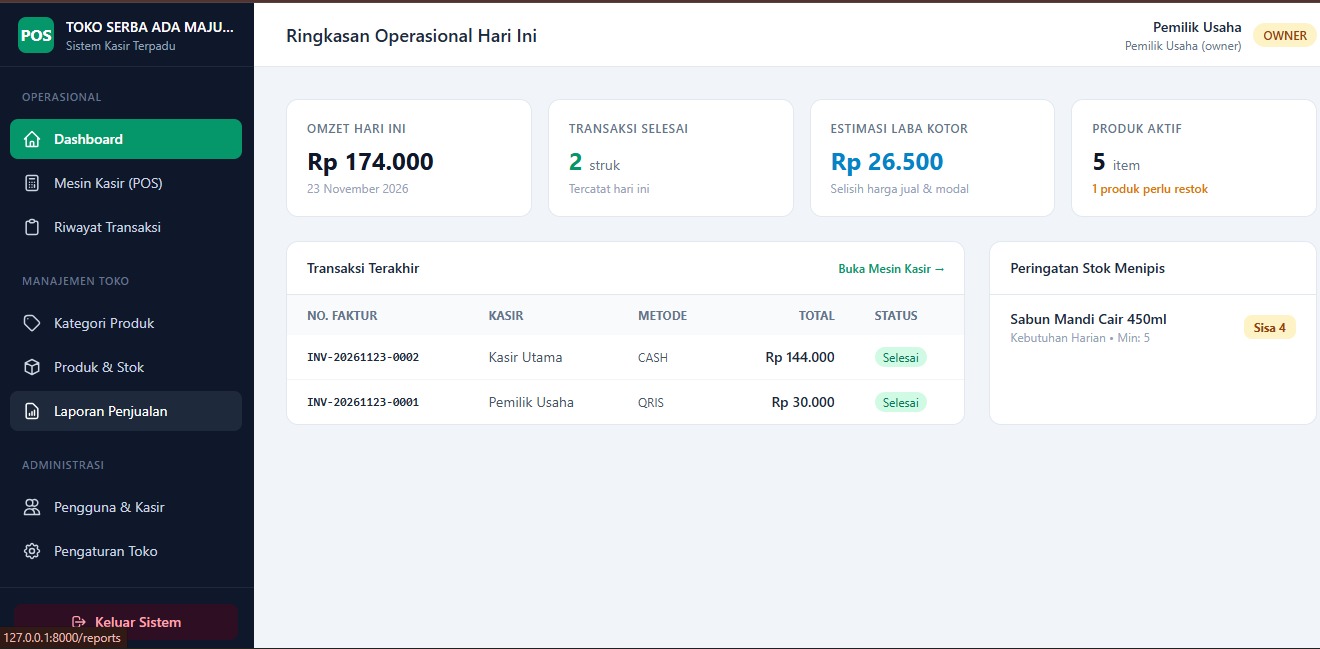 POS
TOKO SERBA ADA MAJU...
Sistem Kasir Terpadu
OPERASIONAL
Dashboard
Mesin Kasir (POS)
Riwayat Transaksi
MANAJEMEN TOKO
Kategori Produk
Produk & Stok
Laporan Penjualan
ADMINISTRASI
Pengguna & Kasir
Pengaturan Toko
Keluar Sistem
127.0.0.1:8000/reports
Ringkasan Operasional Hari Ini
Pemilik Usaha
Pemilik Usaha (owner)
OWNER
OMZET HARI INI
Rp 174.000
23 November 2026
TRANSAKSI SELESAI
2 struk
Tercatat hari ini
ESTIMASI LABA KOTOR
Rp 26.500
Selisih harga jual & modal
PRODUK AKTIF
5 item
1 produk perlu restok
Transaksi Terakhir
Buka Mesin Kasir →
NO. FAKTUR KASIR METODE TOTAL STATUS
INV-20261123-0002 Kasir Utama CASH Rp 144.000 Selesai
INV-20261123-0001 Pemilik Usaha QRIS Rp 30.000 Selesai
Peringatan Stok Menipis
Sabun Mandi Cair 450ml
Kebutuhan Harian • Min: 5
Sisa 4